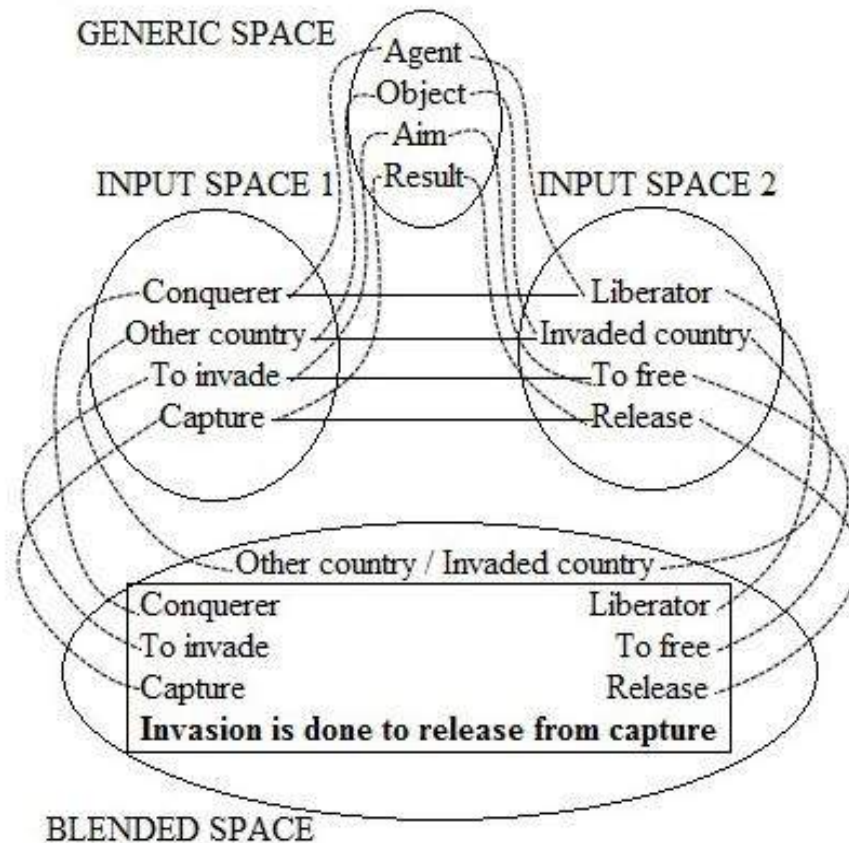 GENERIC SPACE
Agent
Object
Aim
Result
INPUT SPACE 1
INPUT SPACE 2
Conquerer
Other country
To invade
Capture
Liberator
Invaded country
To free
Release
Other country / Invaded country
Conquerer Liberator
To invade To free
Capture Release
Invasion is done to release from capture
BLENDED SPACE